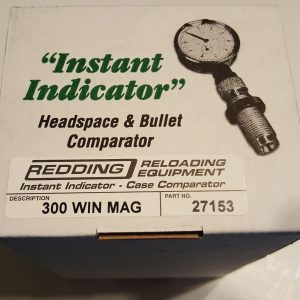 "Instant
Indicator"
Headspace & Bullet
Comparator
REDDING RELOADING
EQUIPMENT
Instant Indicator - Case Comparator
DESCRIPTION
300 WIN MAG
PART NO.
27153